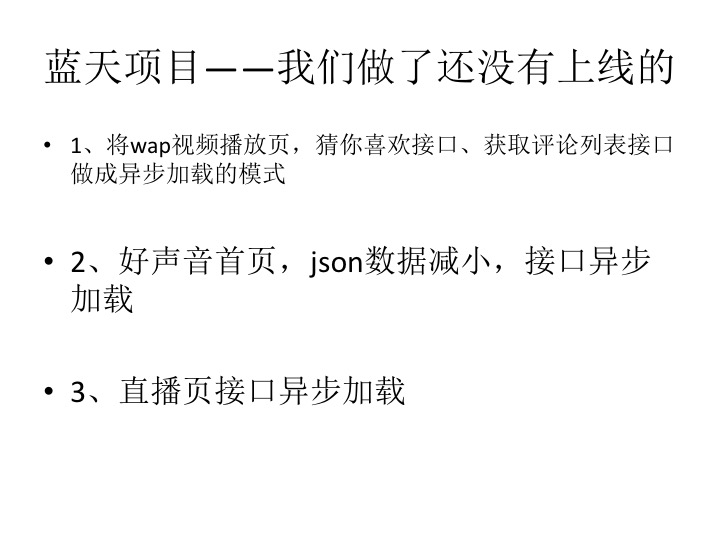 蓝天项目——我们做了还没有上线的
• 1、将wap视频播放页，猜你喜欢接口、获取评论列表接口
做成异步加载的模式
• 2、好声音首页，json数据减小，接口异步
加载
• 3、直播页接口异步加载